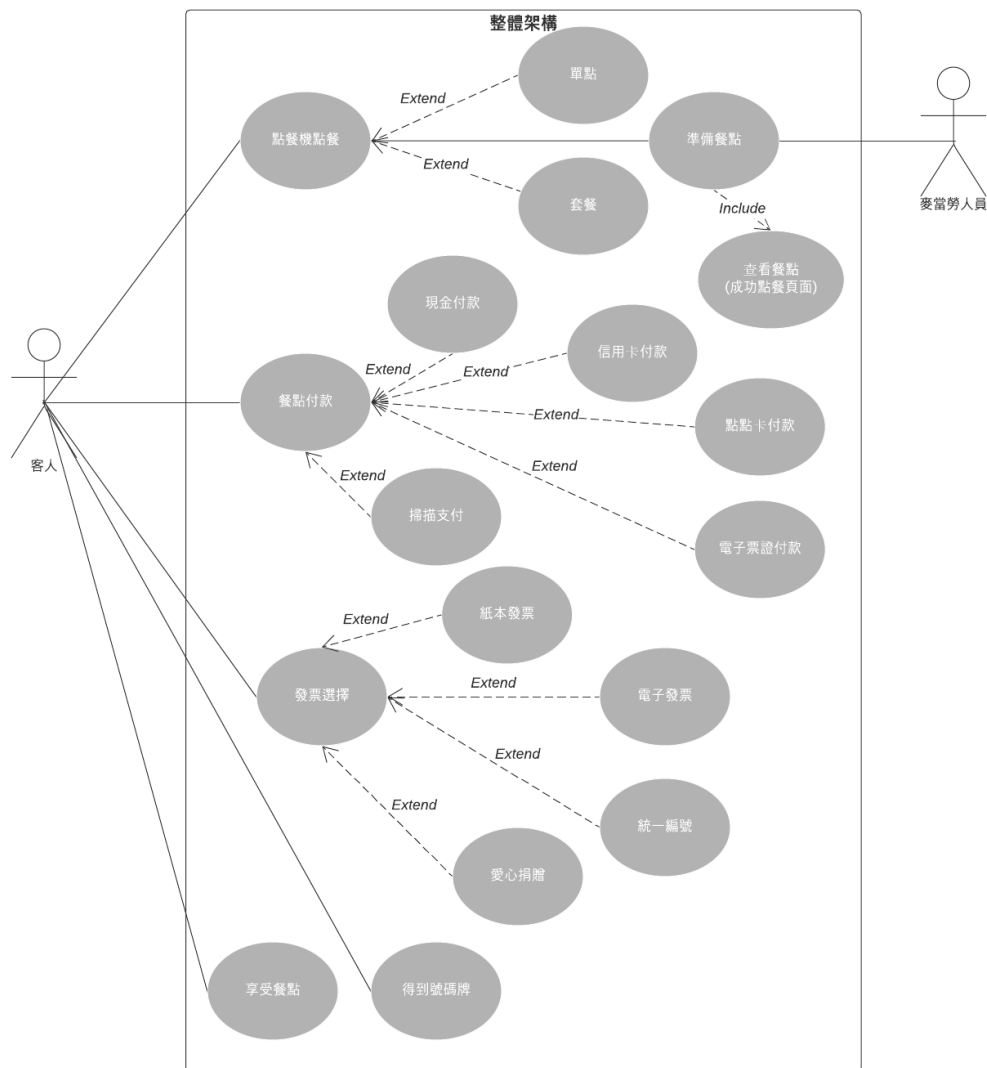 整體架構
單點
Extend
點餐機點餐
準備餐點
Extend
套餐
Include
麥當勞人員
查看餐點
(成功點餐頁面)
現金付款
信用卡付款
Extend
Extend
餐點付款
Extend
點點卡付款
客人
Extend
Extend
掃描支付
電子票證付款
紙本發票
Extend
Extend
發票選擇
電子發票
Extend
Extend
統一編號
愛心捐贈
享受餐點
得到號碼牌